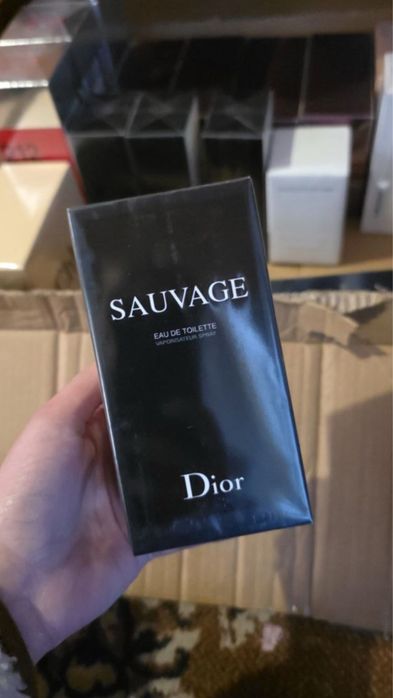 SAUVAGE
EAU DE TOILETTE
VAPORISATEUR SPRAY
Dior